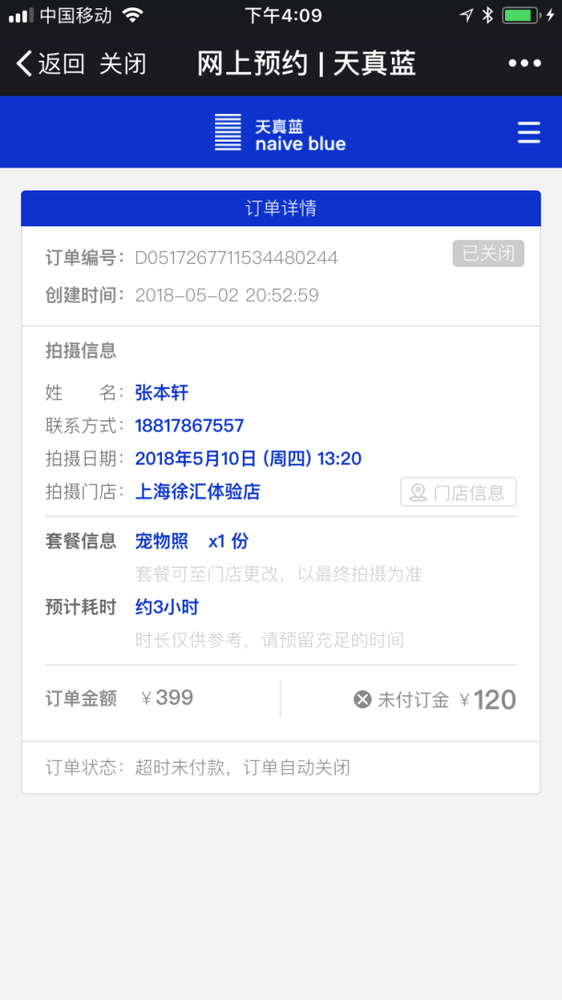 中国移动 下午4:09
返回 关闭 网上预约 | 天真蓝
天真蓝
naive blue
订单详情
订单编号： D0517267711534480244 已关闭
创建时间： 2018-05-02 20:52:59
拍摄信息
姓 名： 张本轩
联系方式： 18817867557
拍摄日期： 2018年5月10日 (周四) 13:20
拍摄门店： 上海徐汇体验店 门店信息
套餐信息 宠物照 x1 份
套餐可至门店更改，以最终拍摄为准
预计耗时 约3小时
时长仅供参考，请预留充足的时间
订单金额 ￥399 未付订金 ￥120
订单状态： 超时未付款，订单自动关闭